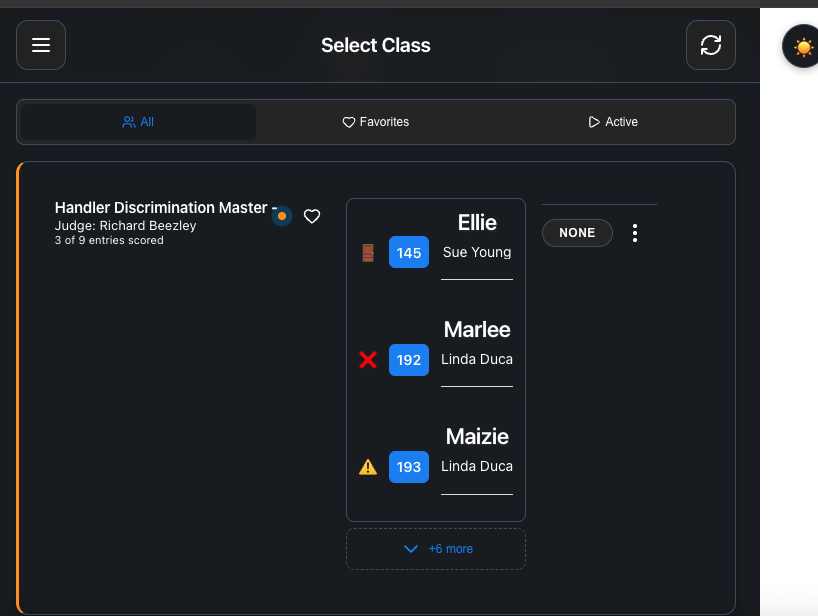 Select Class
All
Favorites
Active
Handler Discrimination Master -
Judge: Richard Beezley
3 of 9 entries scored
145
Ellie
Sue Young
192
Marlee
Linda Duca
193
Maizie
Linda Duca
+6 more
NONE